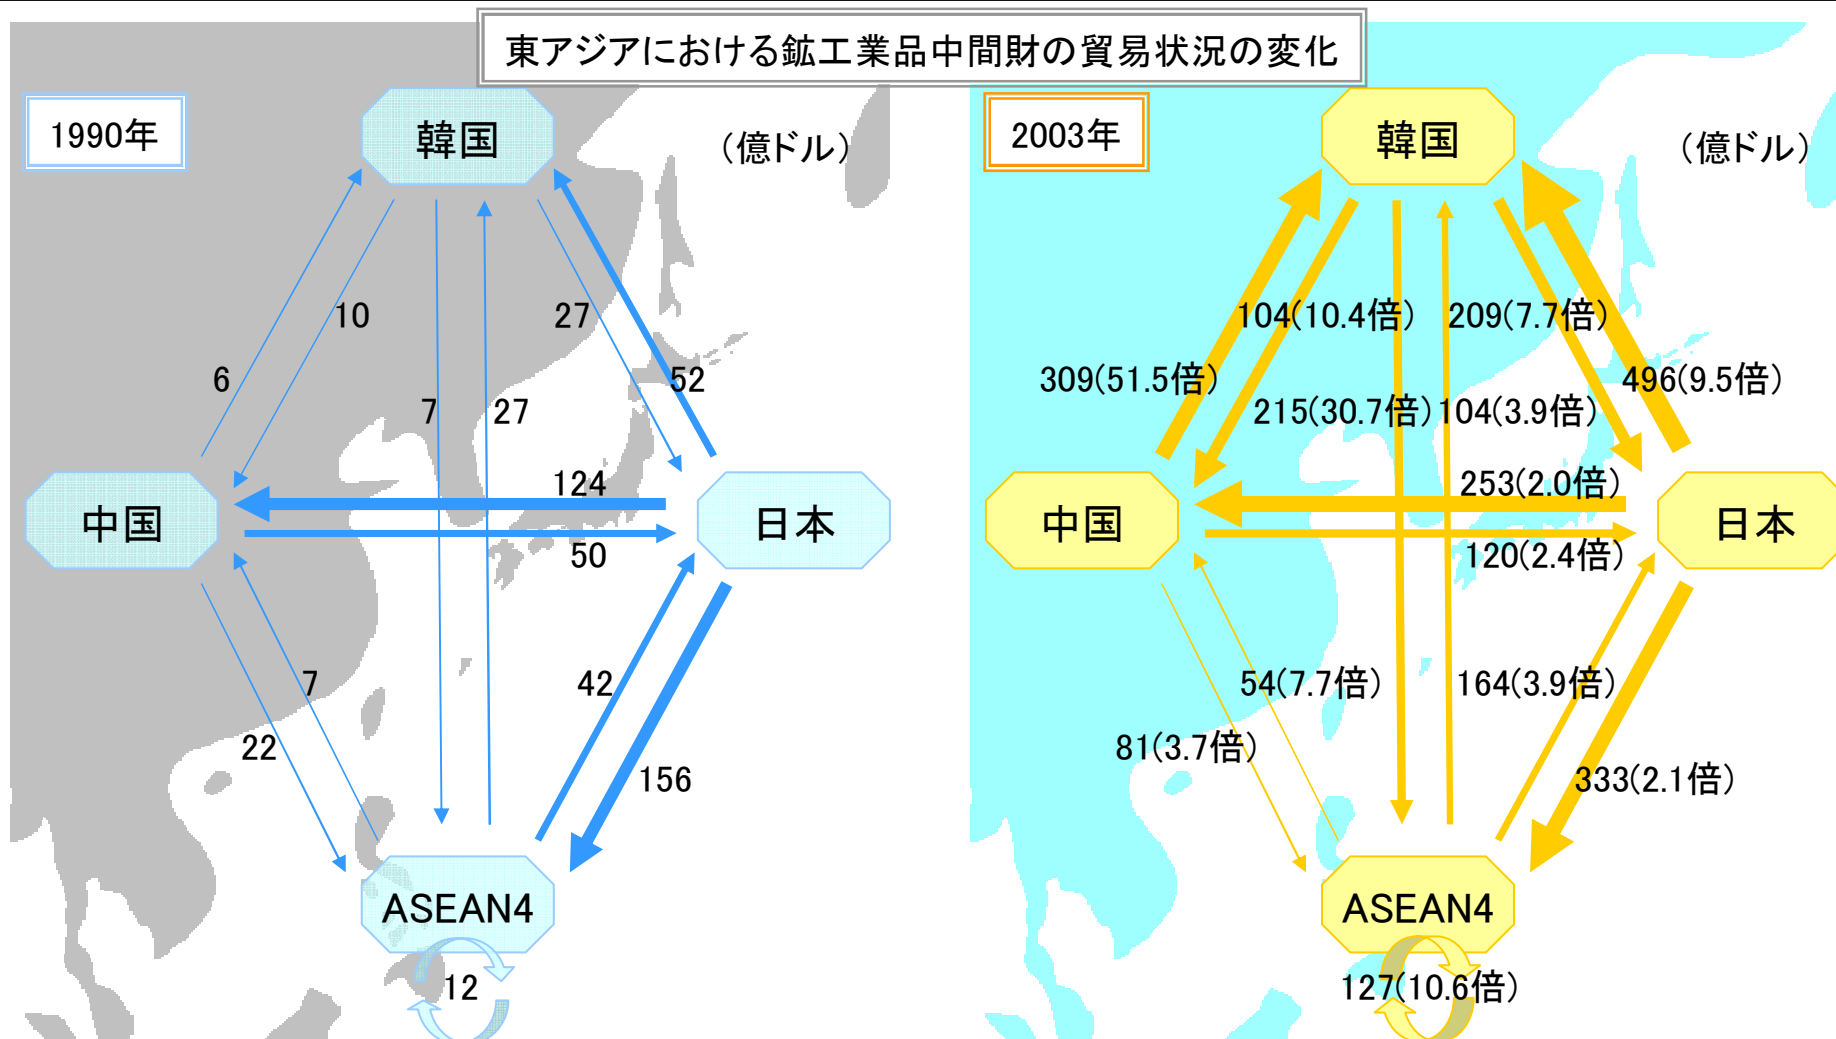 東アジアにおける鉱工業品中間財の貿易状況の変化
1990年
韓国
（億ドル）
10
27
6
52
7
27
124
中国
日本
50
7
42
22
156
ASEAN4
12
2003年
韓国
（億ドル）
104(10.4倍）
209(7.7倍）
309(51.5倍）
496(9.5倍）
215(30.7倍）
104(3.9倍）
253(2.0倍）
中国
日本
120(2.4倍）
54(7.7倍）
164(3.9倍）
81(3.7倍）
333(2.1倍）
ASEAN4
127(10.6倍）